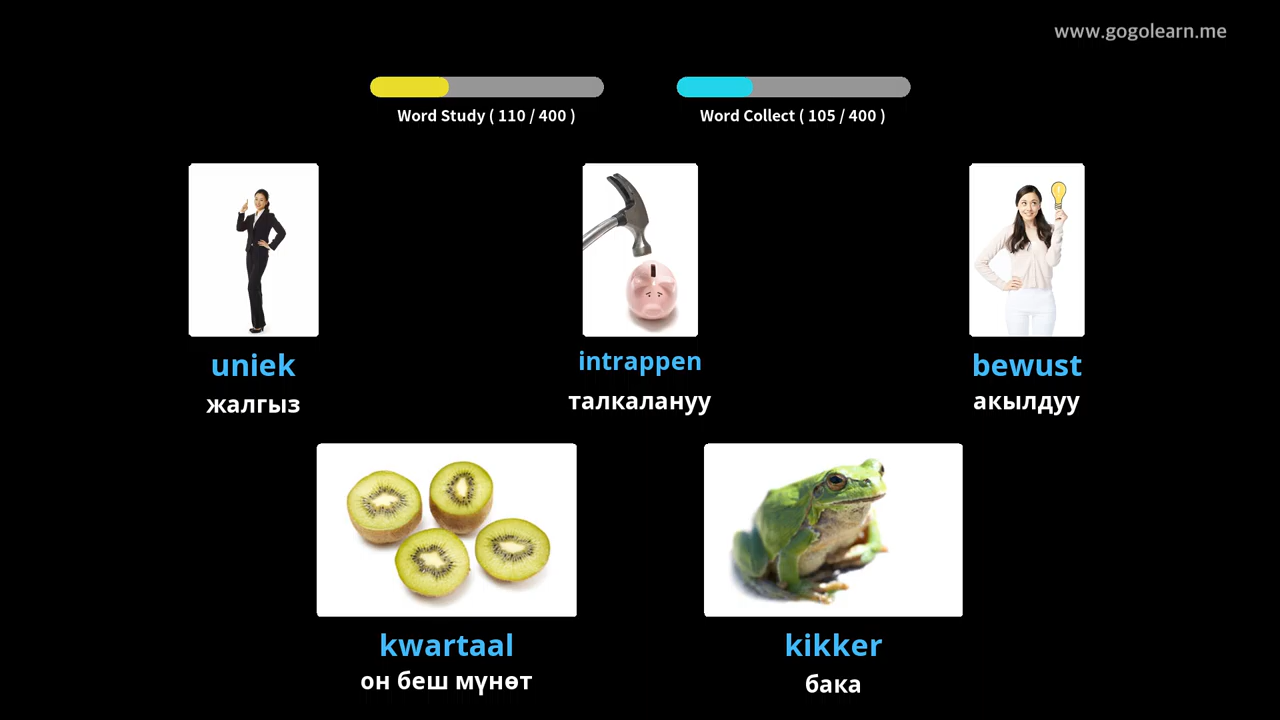 www.gogolearn.me
Word Study ( 110 / 400 )
Word Collect ( 105 / 400 )
uniek
жалгыз
intrappen
талкалануу
bewust
акылдуу
kwartaal
он беш мүнөт
kikker
бака